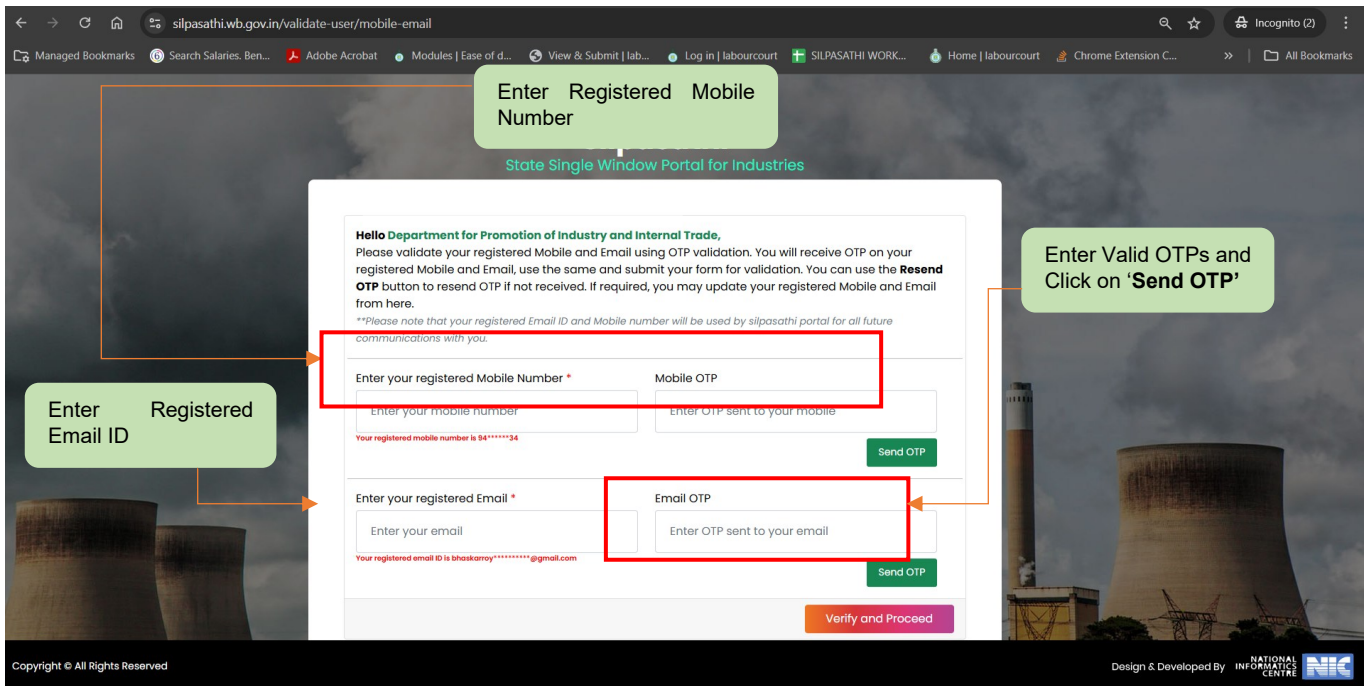 silpasathi.wb.gov.in/validate-user/mobile-email
Incognito (2)
Managed Bookmarks
Search Salaries. Ben...
Adobe Acrobat
Modules | Ease of d...
View & Submit | lab...
Log in | labourcourt
SILPASATHI WORK...
Home | labourcourt
Chrome Extension C...
»
All Bookmarks
Enter Registered Mobile
Number
State Single Window Portal for Industries
Hello Department for Promotion of Industry and Internal Trade,
Please validate your registered Mobile and Email using OTP validation. You will receive OTP on your
registered Mobile and Email, use the same and submit your form for validation. You can use the Resend
OTP button to resend OTP if not received. If required, you may update your registered Mobile and Email
from here.
**Please note that your registered Email ID and Mobile number will be used by silpasathi portal for all future
communications with you.
Enter Valid OTPs and
Click on ‘Send OTP’
Enter your registered Mobile Number *
Mobile OTP
Enter your mobile number
Enter OTP sent to your mobile
Your registered mobile number is 94******34
Send OTP
Enter Registered
Email ID
Enter your registered Email *
Email OTP
Enter your email
Enter OTP sent to your email
Your registered email ID is bhaskarroy**********@gmail.com
Send OTP
Verify and Proceed
Copyright © All Rights Reserved
Design & Developed By
NATIONAL
INFORMATICS
CENTRE
NIC